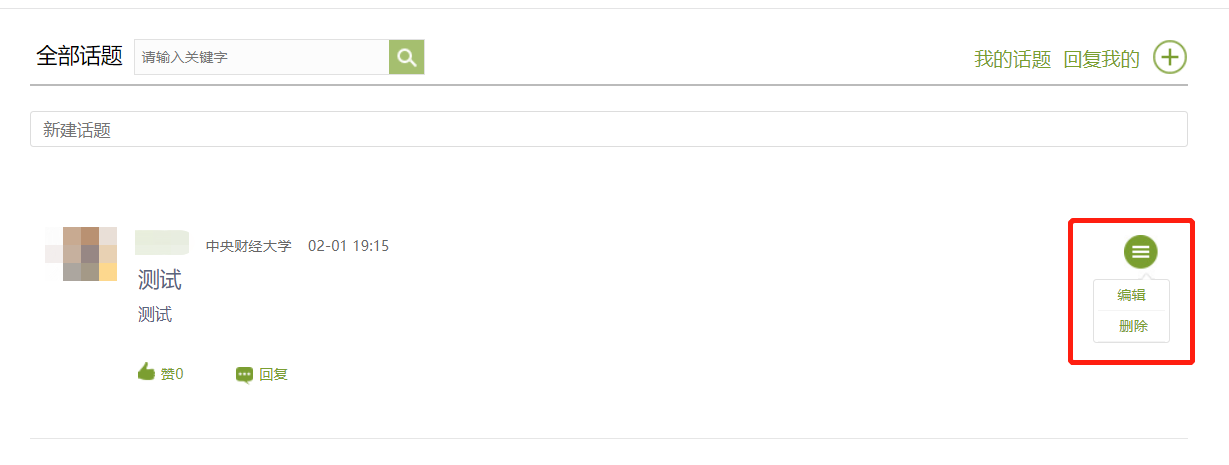 全部话题 请输入关键字 我的话题 回复我的
新建话题
中央财经大学 02-01 19:15
测试
测试
编辑
删除
赞0 回复